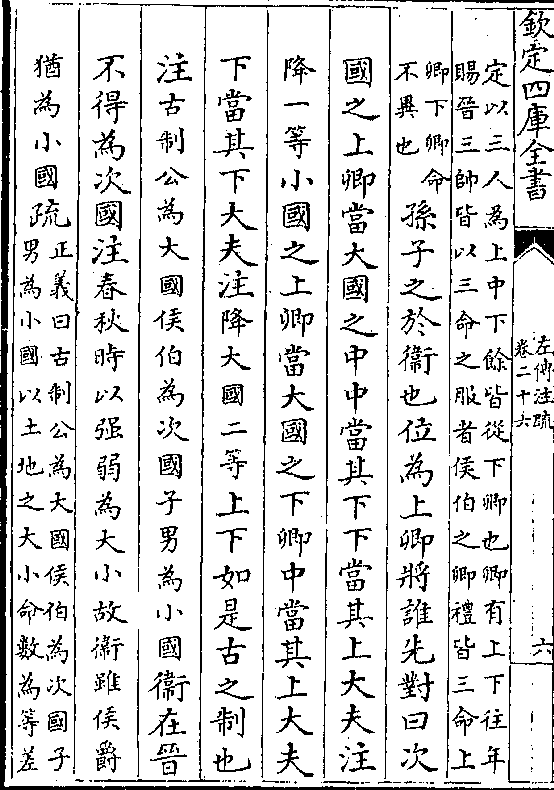 欽定四庫全書
左傳注疏
卷二十六
六
定以三人為上中下餘皆從下卿也卿有上下往年
賜晉三帥皆以三命之服者侯伯之卿禮皆三命上
卿下卿命
不異也
孫子之於衛也位為上卿將誰先對曰次
國之上卿當大國之中中當其下下當其上大夫注
降一等小國之上卿當大國之下卿中當其上大夫
下當其下大夫注降大國二等上下如是古之制也
注古制公為大國侯伯為次國子男為小國衛在晉
不得為次國注春秋時以强弱為大小故衛雖侯爵
猶為小國疏
正義曰古制公為大國侯伯為次國子
男為小國以土地之大小命數為等差